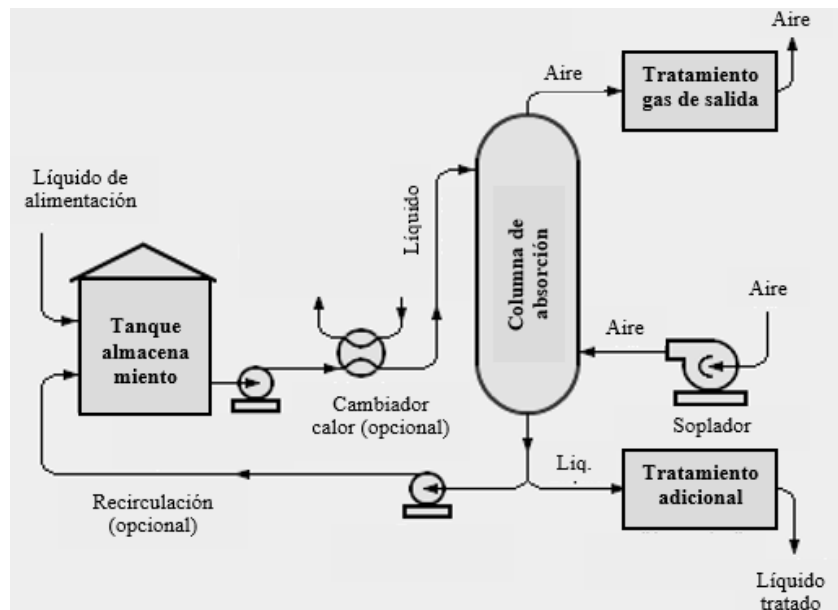 Aire
Aire
Tratamiento
gas de salida
Líquido de
alimentación
Líquido
Columna de
absorción
Tanque
almacena
miento
Aire
Aire
Cambiador
calor (opcional)
Soplador
Recirculación
(opcional)
Liq.
Tratamiento
adicional
Líquido
tratado